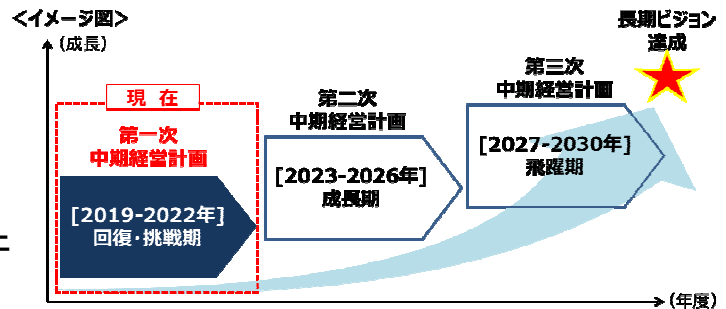 <イメージ図>
(成長)
長期ビジョン
達成
現 在
第一次
中期経営計画
[2019-2022年]
回復・挑戦期
第二次
中期経営計画
[2023-2026年]
成長期
第三次
中期経営計画
[2027-2030年]
飛躍期
(年度)